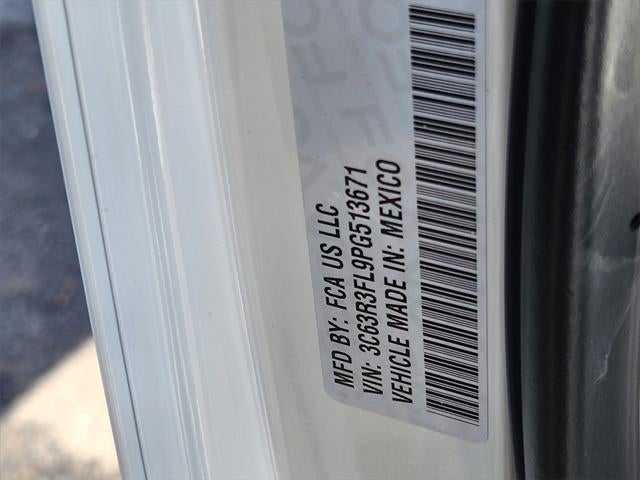 MFD BY: FCA US LLC
VIN: 3C63R3FL9PG513671
VEHICLE MADE IN: MEXICO